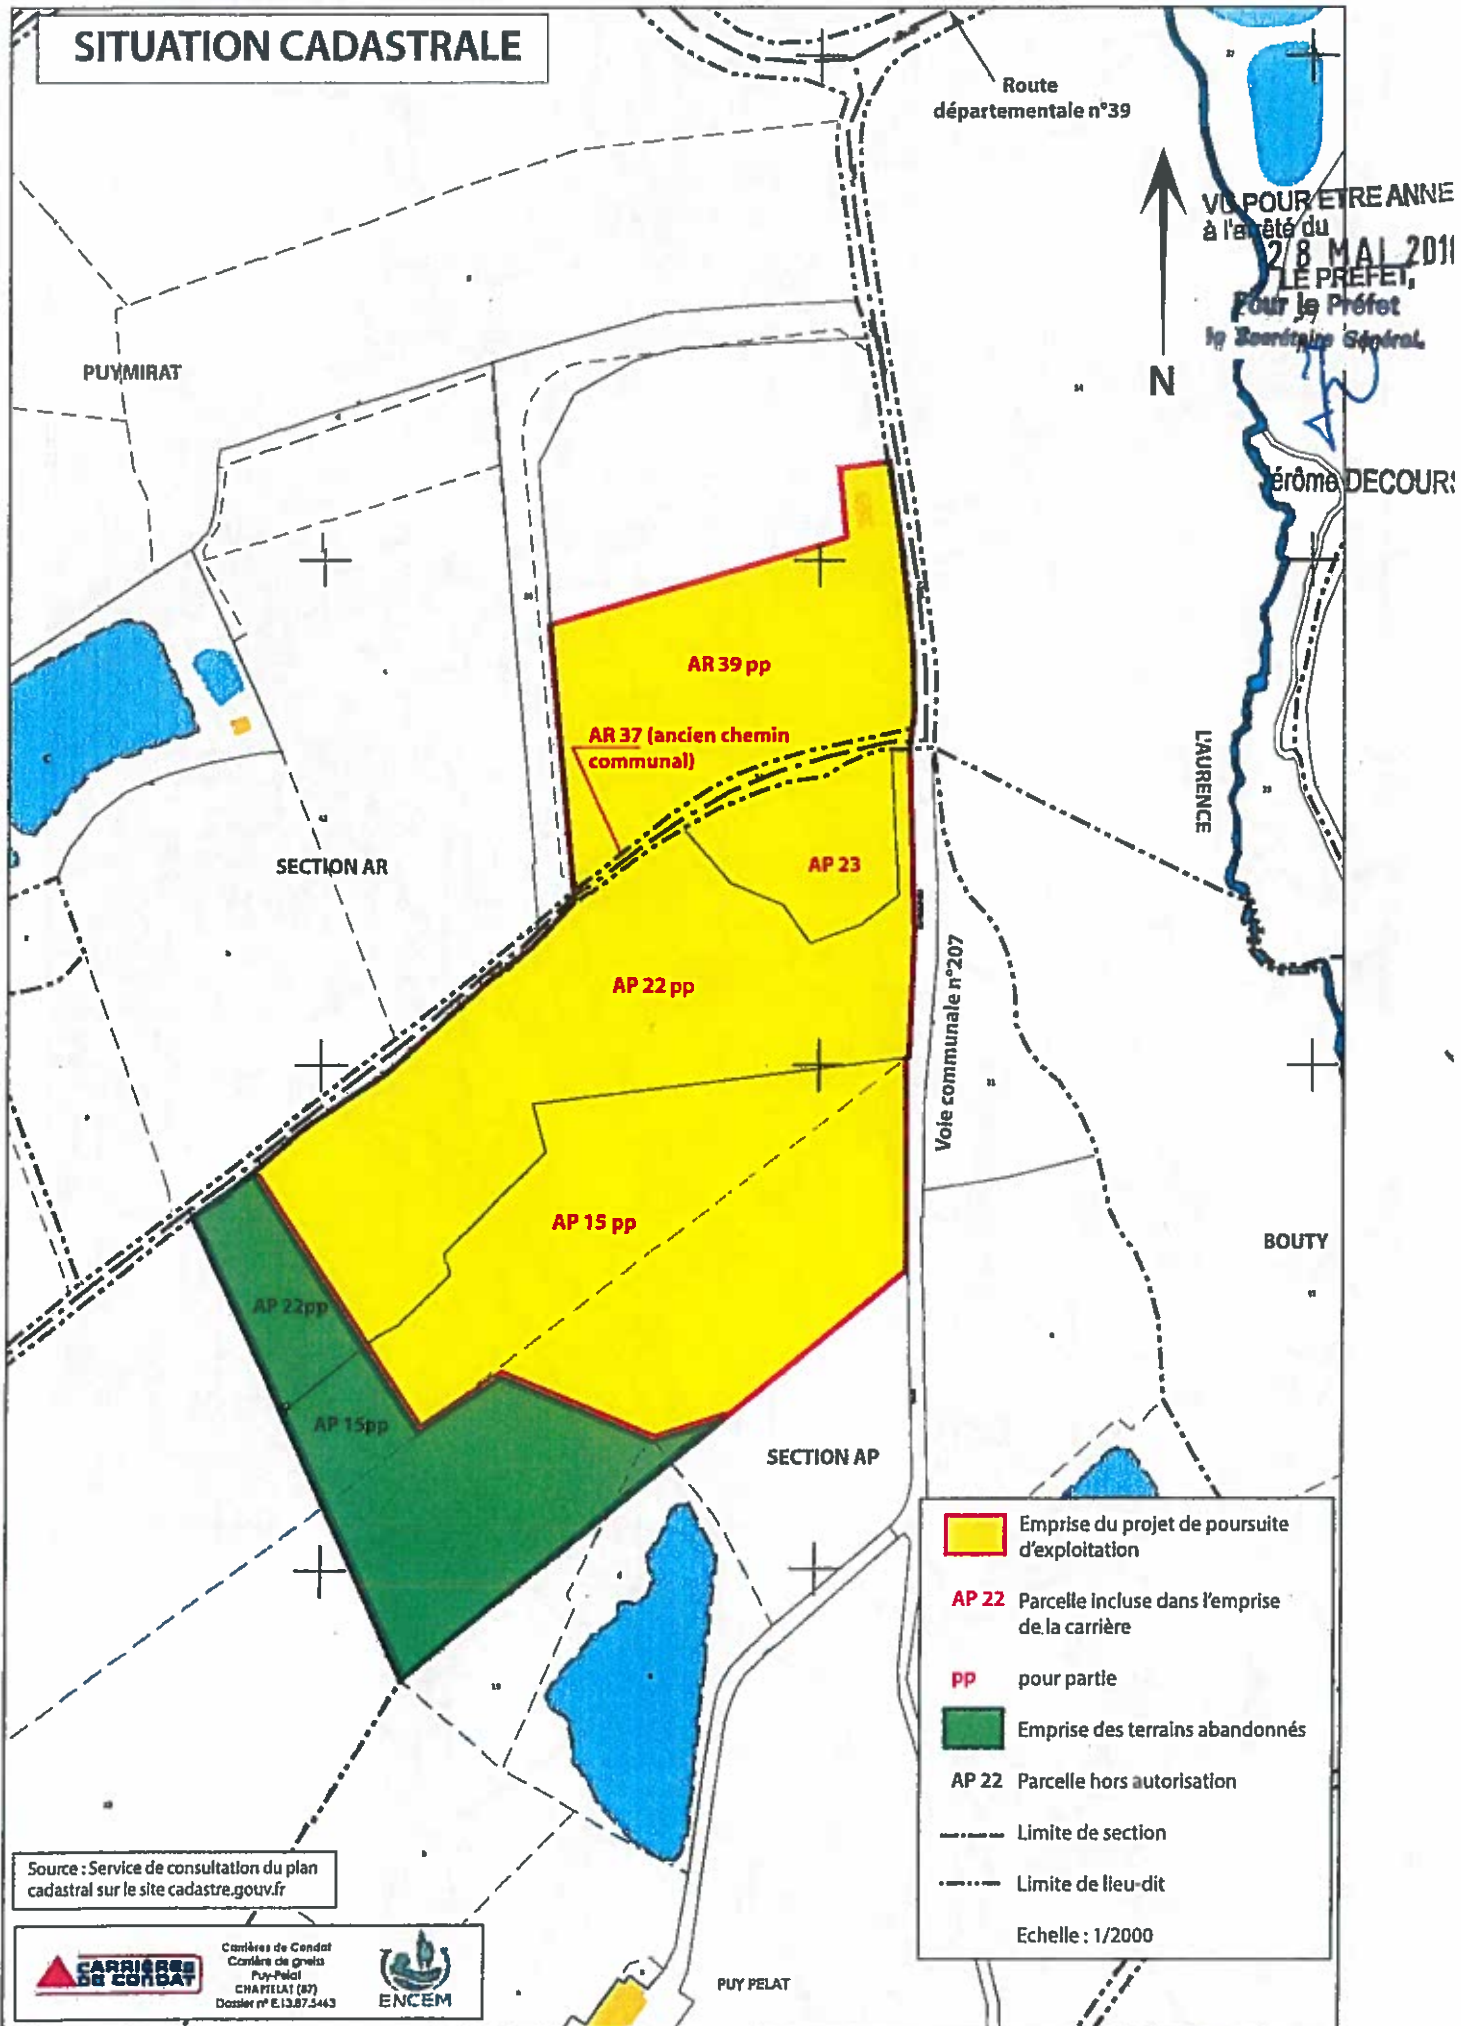 SITUATION CADASTRALE
Route
départementale n°39
VU POUR ETRE ANNE
à l'arrêté du
28 MAI 201
LE PREFET,
Pour le Préfet
le Secrétaire Général,
N
érôme DECOURS
PUYMIRAT
AR 39 pp
AR 37 (ancien chemin
communal)
L'AURENCE
SECTION AR
AP 23
AP 22 pp
Voie communale n°207
AP 15 pp
BOUTY
AP 22pp
AP 15pp
SECTION AP
Emprise du projet de poursuite
d'exploitation
AP 22 Parcelle incluse dans l'emprise
de la carrière
pp pour partie
Emprise des terrains abandonnés
AP 22 Parcelle hors autorisation
Limite de section
Limite de lieu-dit
Echelle : 1/2000
Source : Service de consultation du plan
cadastral sur le site cadastre.gouv.fr
CARRIÈRES
DE CONDAT
Carrières de Condat
Carrière de gneiss
Puy-Pelat
CHAPTELAT (87)
Dossier n° E.13.87.5463
ENCEM
PUY PELAT